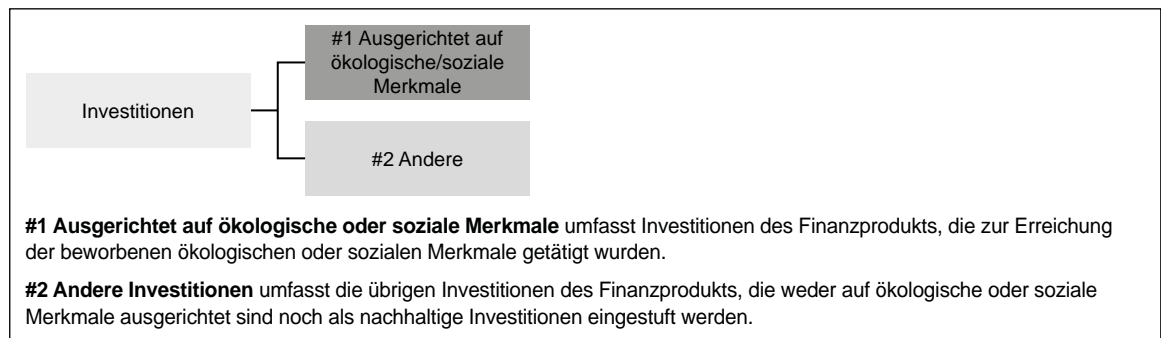 #1 Ausgerichtet auf
ökologische/soziale
Merkmale
Investitionen
#2 Andere
#1 Ausgerichtet auf ökologische oder soziale Merkmale umfasst Investitionen des Finanzprodukts, die zur Erreichung
der beworbenen ökologischen oder sozialen Merkmale getätigt wurden.
#2 Andere Investitionen umfasst die übrigen Investitionen des Finanzprodukts, die weder auf ökologische oder soziale
Merkmale ausgerichtet sind noch als nachhaltige Investitionen eingestuft werden.